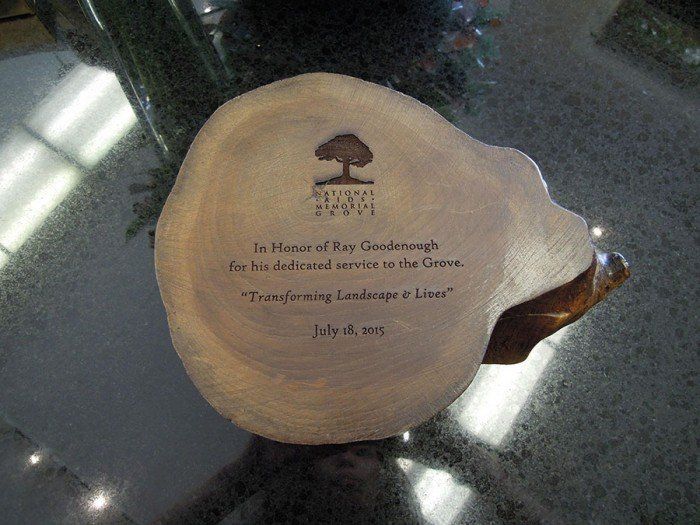 NATIONAL
AIDS
MEMORIAL
GROVE
In Honor of Ray Goodenough
for his dedicated service to the Grove.
“Transforming Landscape & Lives”
July 18, 2015